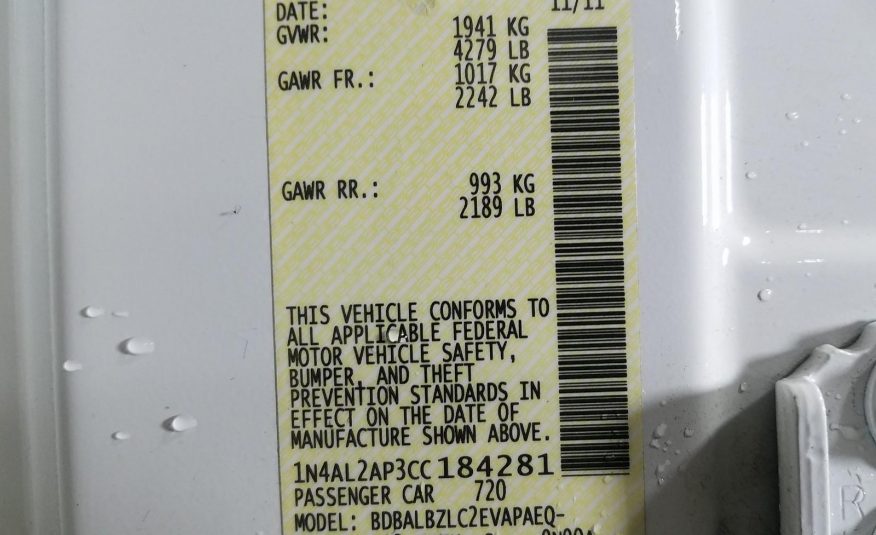 DATE: 11/11
GVWR: 1941 KG
4279 LB
GAWR FR.: 1017 KG
2242 LB
GAWR RR.: 993 KG
2189 LB
THIS VEHICLE CONFORMS TO
ALL APPLICABLE FEDERAL
MOTOR VEHICLE SAFETY,
BUMPER, AND THEFT
PREVENTION STANDARDS IN
EFFECT ON THE DATE OF
MANUFACTURE SHOWN ABOVE.
1N4AL2AP3CC184281
PASSENGER CAR 720
MODEL: BDBALBZLC2EVAPAEQ-
R